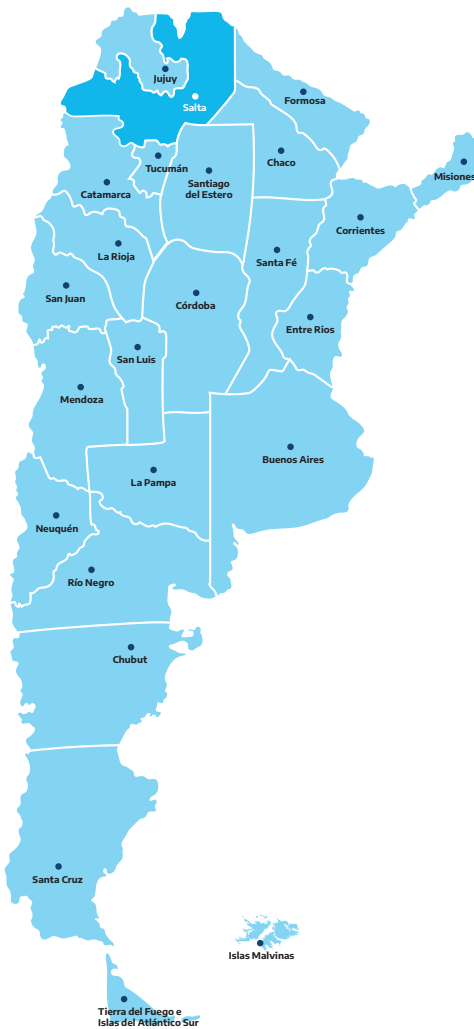 Jujuy
Salta
Formosa
Tucumán
Chaco
Misiones
Catamarca
Santiago
del Estero
Corrientes
La Rioja
Santa Fé
San Juan
Córdoba
Entre Rios
San Luis
Mendoza
Buenos Aires
La Pampa
Neuquén
Río Negro
Chubut
Santa Cruz
Islas Malvinas
Tierra del Fuego e
Islas del Atlántico Sur